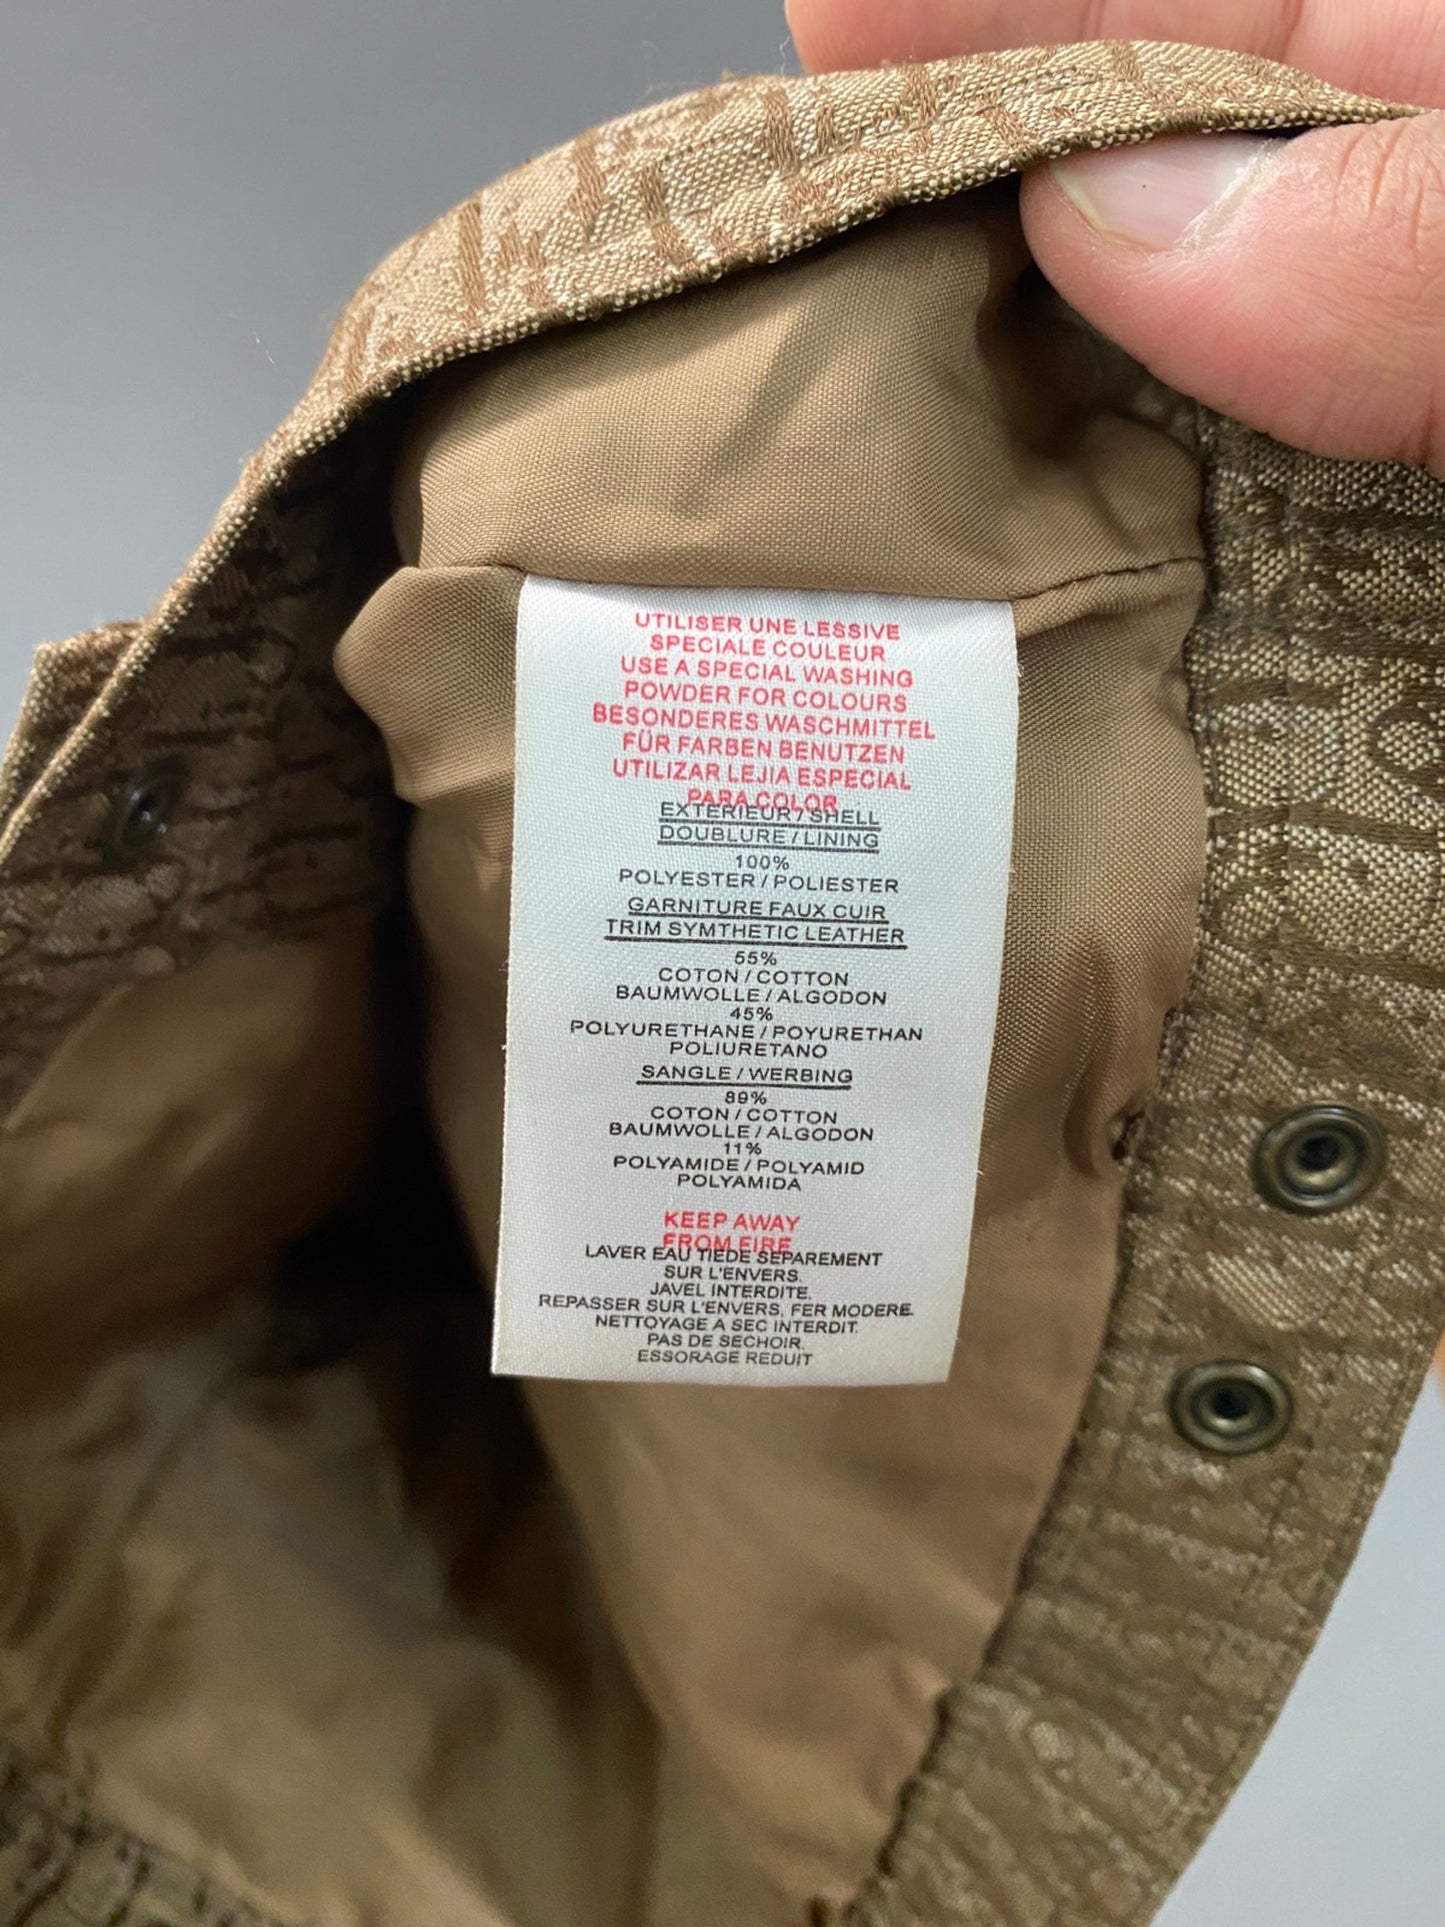 UTILISER UNE LESSIVE
SPECIALE COULEUR
USE A SPECIAL WASHING
POWDER FOR COLOURS
BESONDERES WASCHMITTEL
FÜR FARBEN BENUTZEN
UTILIZAR LEJIA ESPECIAL
PARA COLOR
EXTERIEUR / SHELL
DOUBLURE / LINING
100%
POLYESTER / POLIESTER
GARNITURE FAUX CUIR
TRIM SYMTHETIC LEATHER
55%
COTON / COTTON
BAUMWOLLE / ALGODON
45%
POLYURETHANE / POYURETHAN
POLIURETANO
SANGLE / WERBING
89%
COTON / COTTON
BAUMWOLLE / ALGODON
11%
POLYAMIDE / POLYAMID
POLYAMIDA
KEEP AWAY
FROM FIRE
LAVER EAU TIEDE SEPAREMENT
SUR L'ENVERS.
JAVEL INTERDITE.
REPASSER SUR L'ENVERS, FER MODERE.
NETTOYAGE A SEC INTERDIT.
PAS DE SECHOIR.
ESSORAGE REDUIT